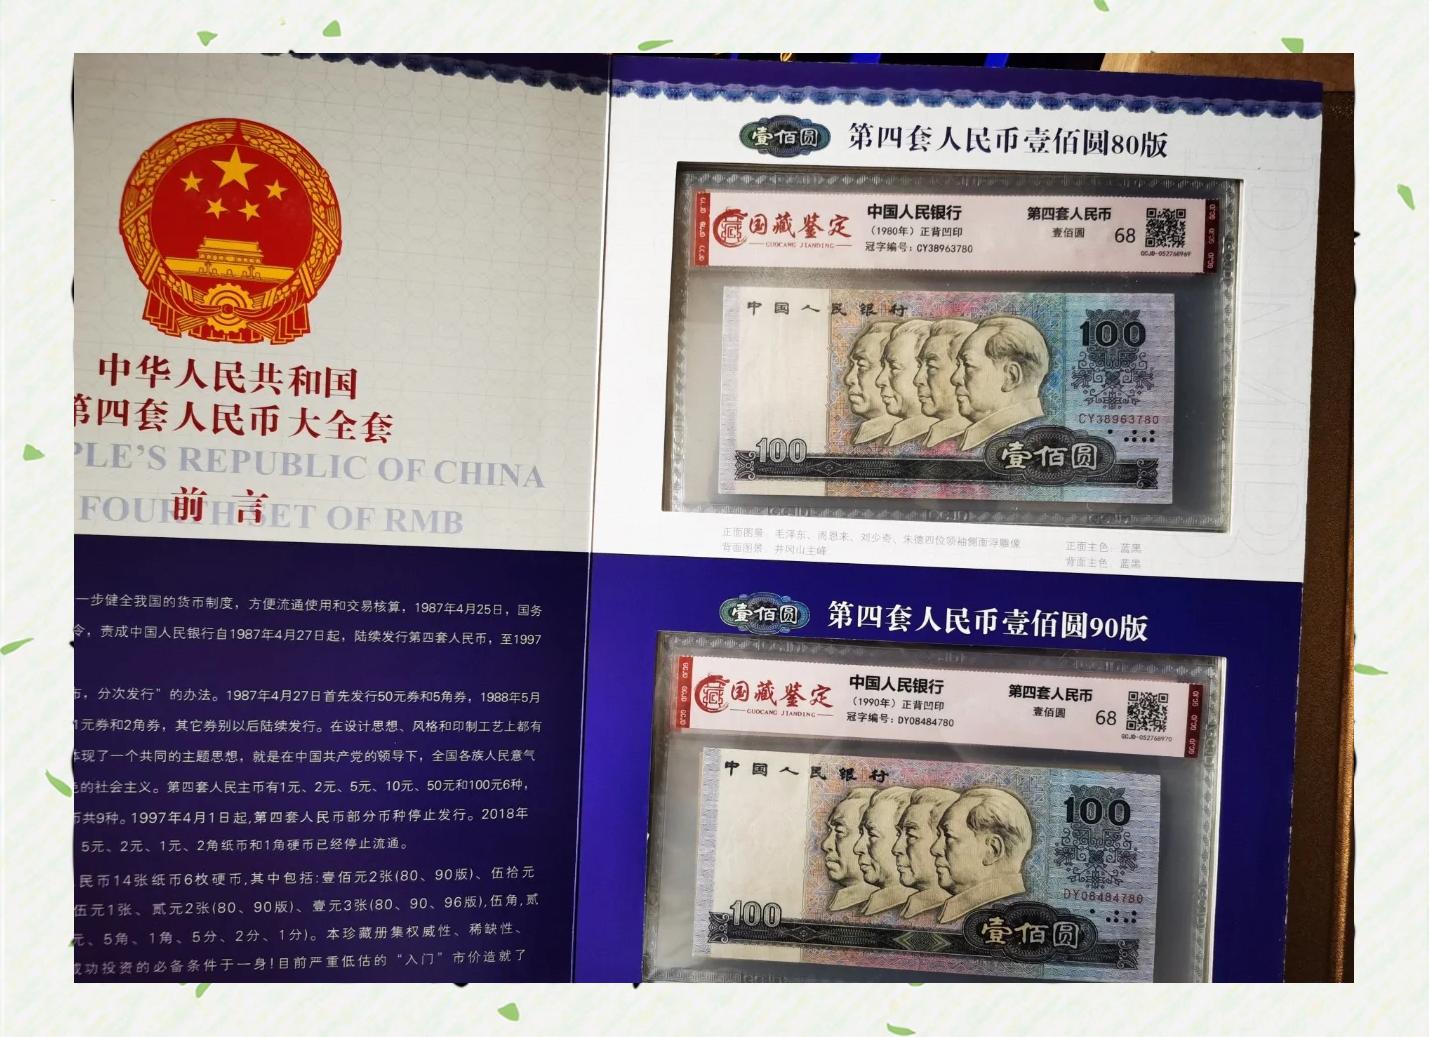 中华人民共和国
第四套人民币大全套
PLE'S REPUBLIC OF CHINA
FOURTH SET OF RMB
前言
一步健全我国的货币制度，方便流通使用和交易核算，1987年4月25日，国务
令，责成中国人民银行自1987年4月27日起，陆续发行第四套人民币，至1997
币，分次发行”的办法。1987年4月27日首先发行50元券和5角券，1988年5月
1元券和2角券，其它券别以后陆续发行。在设计思想、风格和印制工艺上都有
体现了一个共同的主题思想，就是在中国共产党的领导下，全国各族人民意气
色的社会主义。第四套人民主币有1元、2元、5元、10元、50元和100元6种，
币共9种。1997年4月1日起,第四套人民币部分币种停止发行。2018年
5元、2元、1元、2角纸币和1角硬币已经停止流通。
民币14张纸币6枚硬币,其中包括:壹佰元2张(80、90版)、伍拾元
伍元1张、贰元2张(80、90版)、壹元3张(80、90、96版),伍角,贰
元、5角、1角、5分、2分、1分)。本珍藏册集权威性、稀缺性、
成功投资的必备条件于一身!目前严重低估的“入门”市价造就了
壹佰圆 第四套人民币壹佰圆80版
国藏鉴定
GUOCANG JIANDING
中国人民银行
(1980年) 正背凹印
冠字编号: CY38963780
第四套人民币
壹佰圆
68
GCJD-052768969
中国人民银行
100
CY38963780
100
壹佰圆
正面图景：毛泽东、周恩来、刘少奇、朱德四位领袖侧面浮雕像
背面图景：井冈山主峰
正面主色：蓝黑
背面主色：蓝黑
壹佰圆 第四套人民币壹佰圆90版
国藏鉴定
GUOCANG JIANDING
中国人民银行
(1990年) 正背凹印
冠字编号: DY08484780
第四套人民币
壹佰圆
68
GCJD-052768970
中国人民银行
100
DY08484780
100
壹佰圆